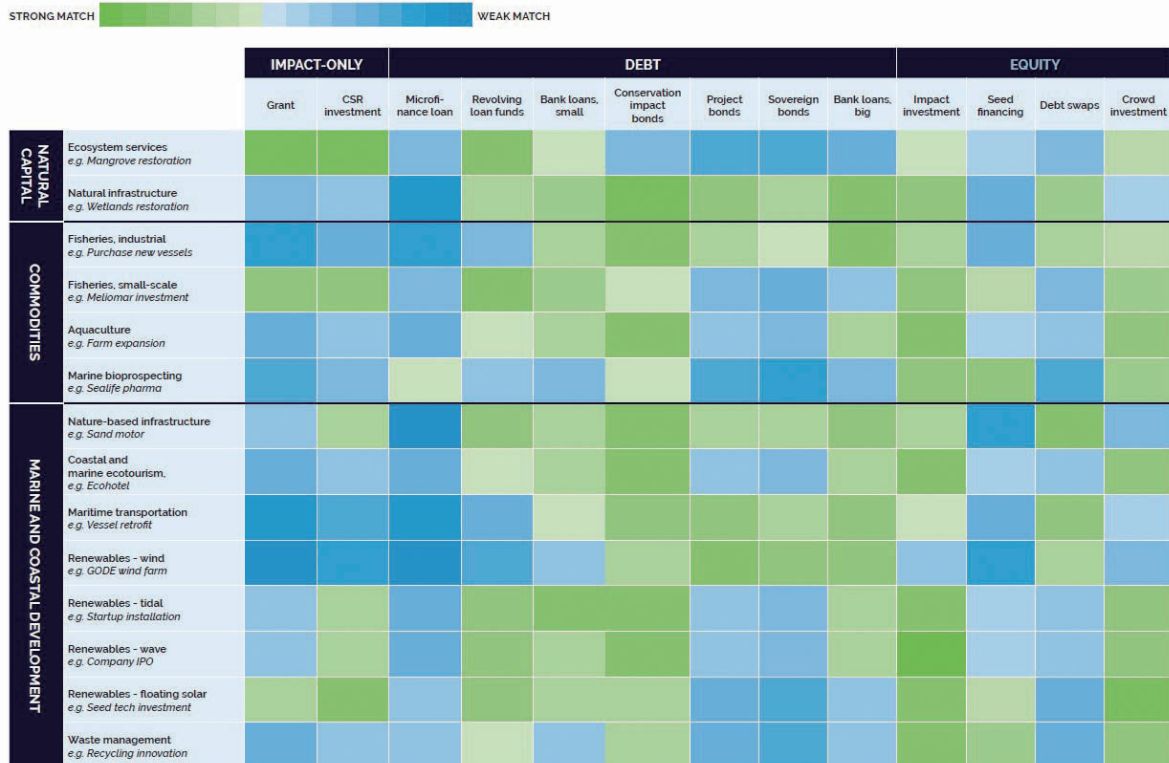 STRONG MATCH
WEAK MATCH
IMPACT-ONLY
DEBT
EQUITY
Grant
CSR
investment
Microfi-
nance loan
Revolving
loan funds
Bank loans,
small
Conservation
impact
bonds
Project
bonds
Sovereign
bonds
Bank loans,
big
Impact
investment
Seed
financing
Debt swaps
Crowd
investment
NATURAL
CAPITAL
Ecosystem services
e.g. Mangrove restoration
Natural infrastructure
e.g. Wetlands restoration
COMMODITIES
Fisheries, industrial
e.g. Purchase new vessels
Fisheries, small-scale
e.g. Meliomar investment
Aquaculture
e.g. Farm expansion
Marine bioprospecting
e.g. Sealife pharma
MARINE AND COASTAL DEVELOPMENT
Nature-based infrastructure
e.g. Sand motor
Coastal and
marine ecotourism,
e.g. Ecohotel
Maritime transportation
e.g. Vessel retrofit
Renewables - wind
e.g. GODE wind farm
Renewables - tidal
e.g. Startup installation
Renewables - wave
e.g. Company IPO
Renewables - floating solar
e.g. Seed tech investment
Waste management
e.g. Recycling innovation